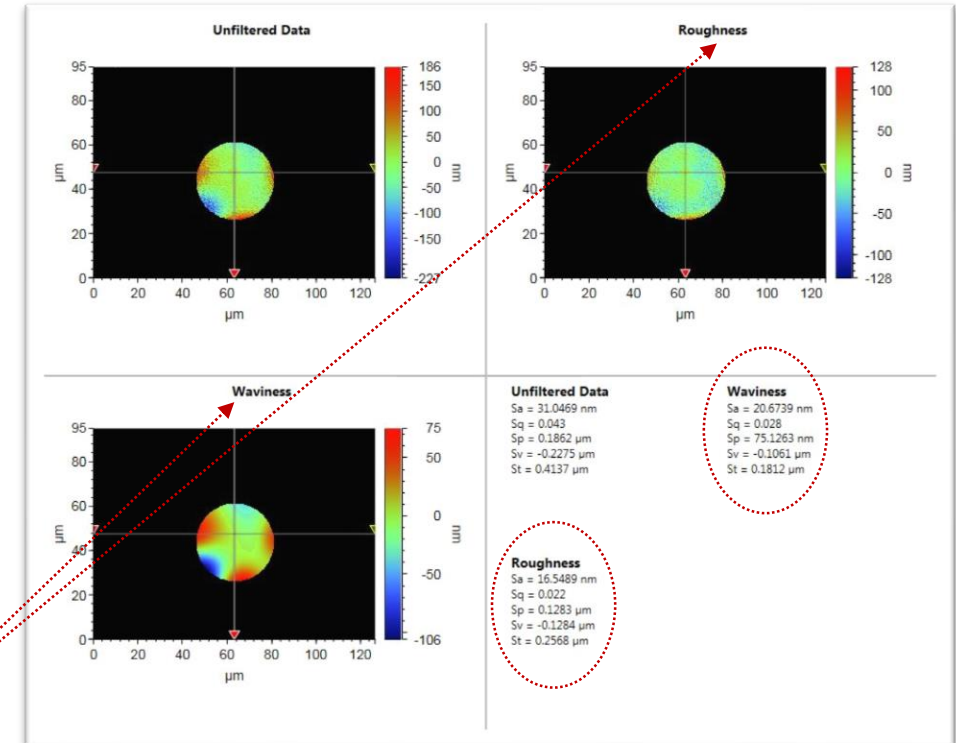 Unfiltered Data
95
80
60
40
20
0
µm
0 20 40 60 80 100 120
µm
186
150
100
50
0
-50
-100
-150
-227
nm
Roughness
95
80
60
40
20
0
µm
0 20 40 60 80 100 120
µm
128
100
50
0
-50
-100
-128
nm
Waviness
95
80
60
40
20
0
µm
0 20 40 60 80 100 120
µm
75
50
0
-50
-106
nm
Unfiltered Data
Sa = 31.0469 nm
Sq = 0.043
Sp = 0.1862 µm
Sv = -0.2275 µm
St = 0.4137 µm
Waviness
Sa = 20.6739 nm
Sq = 0.028
Sp = 75.1263 nm
Sv = -0.1061 µm
St = 0.1812 µm
Roughness
Sa = 16.5489 nm
Sq = 0.022
Sp = 0.1283 µm
Sv = -0.1284 µm
St = 0.2568 µm